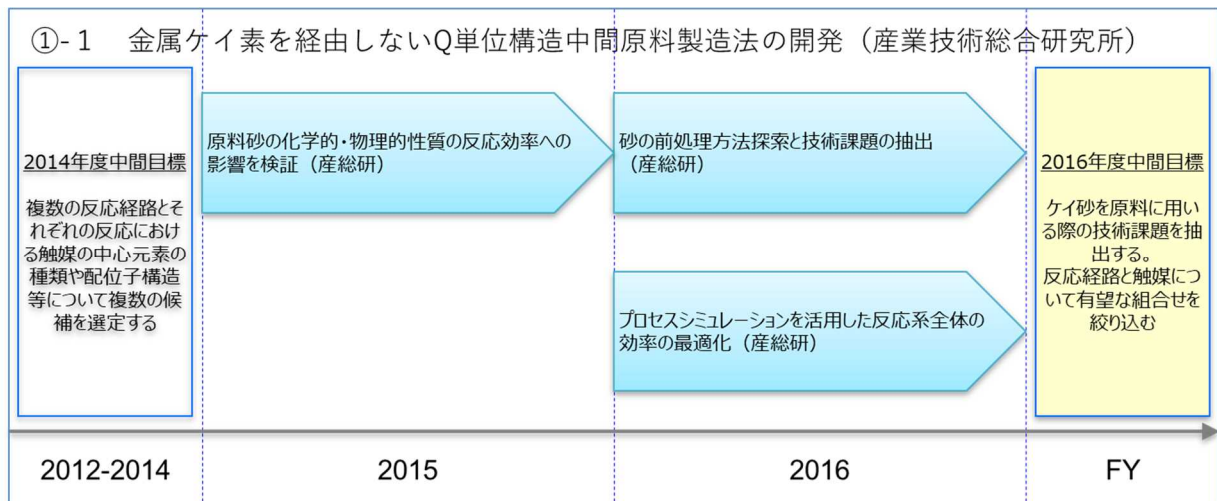 ①-１　金属ケイ素を経由しないQ単位構造中間原料製造法の開発（産業技術総合研究所）
2014年度中間目標
複数の反応経路とそ
れぞれの反応におけ
る触媒の中心元素の
種類や配位子構造
等について複数の候
補を選定する
原料砂の化学的・物理的性質の反応効率への
影響を検証（産総研）
砂の前処理方法探索と技術課題の抽出
（産総研）
プロセスシミュレーションを活用した反応系全体の
効率の最適化（産総研）
2016年度中間目標
ケイ砂を原料に用い
る際の技術課題を抽
出する。
反応経路と触媒につ
いて有望な組合せを
絞り込む
2012-2014
2015
2016
FY